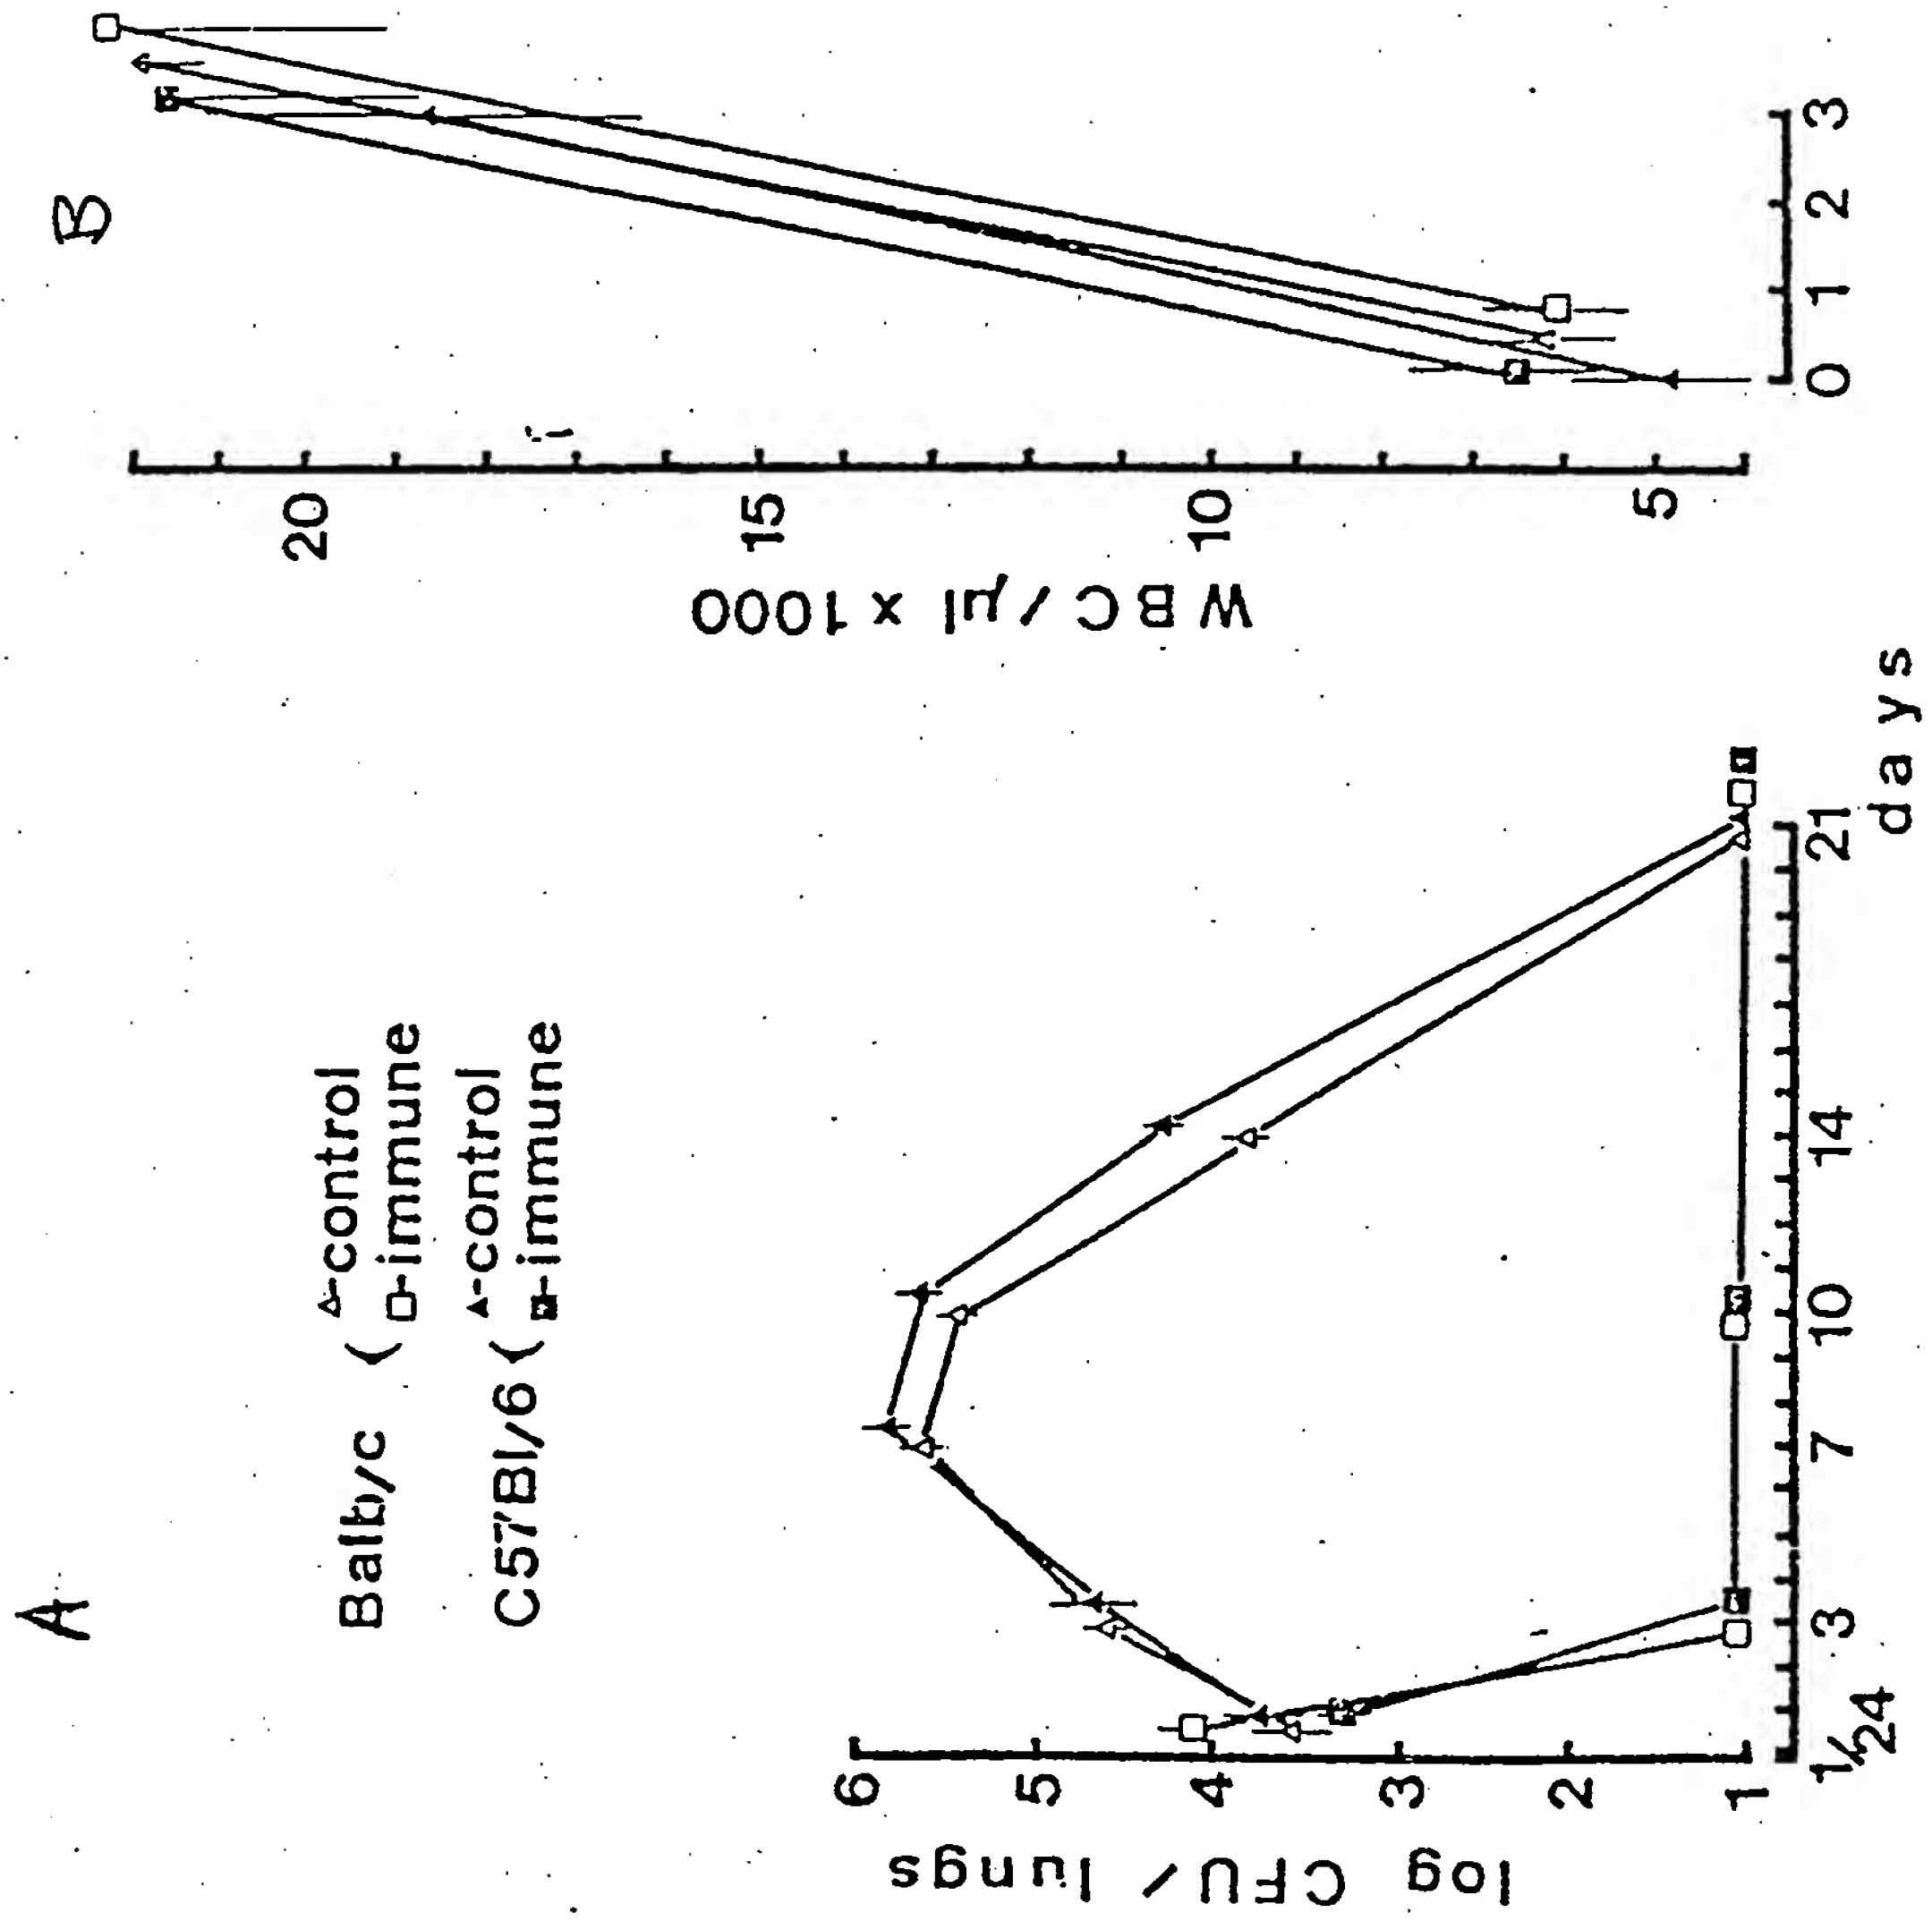 A
Balb/c ( △-control
□-immune
C57Bl/6 ( ▲-control
■-immune
log CFU / lungs
6
5
4
3
2
1
1/24 3 7 10 14 21
days
B
WBC/μl x 1000
20
15
10
5
0 1 2 3